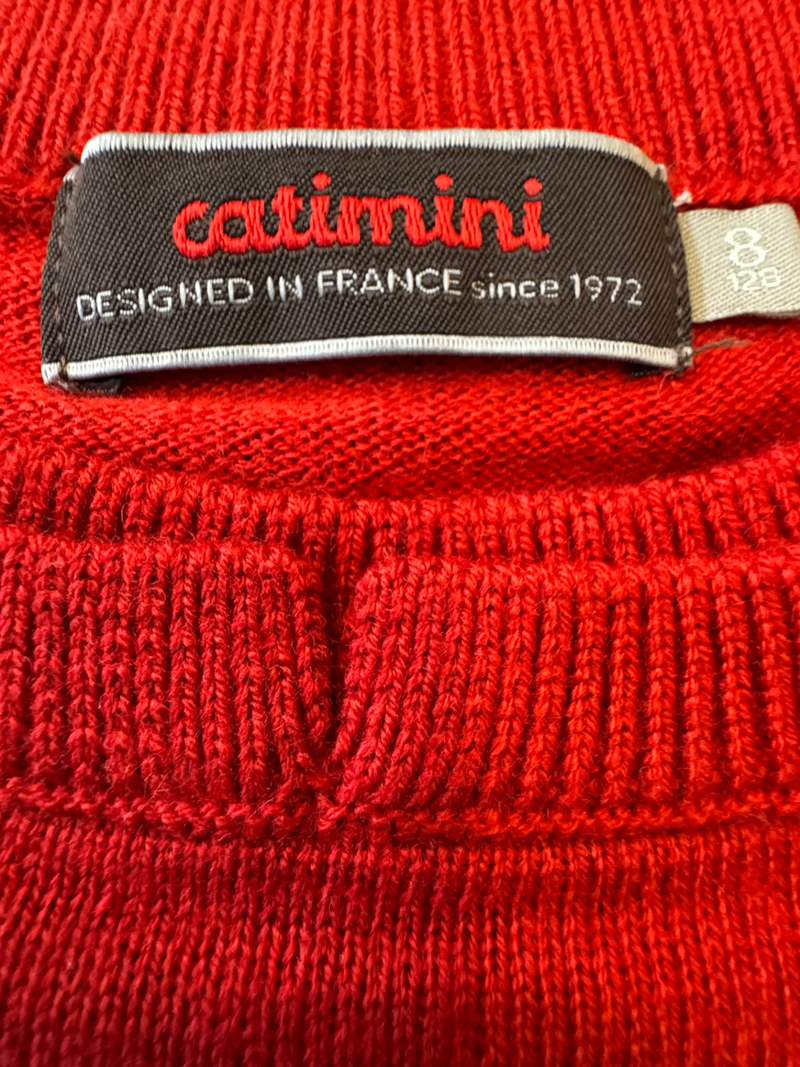 catimini
DESIGNED IN FRANCE since 1972
8
128